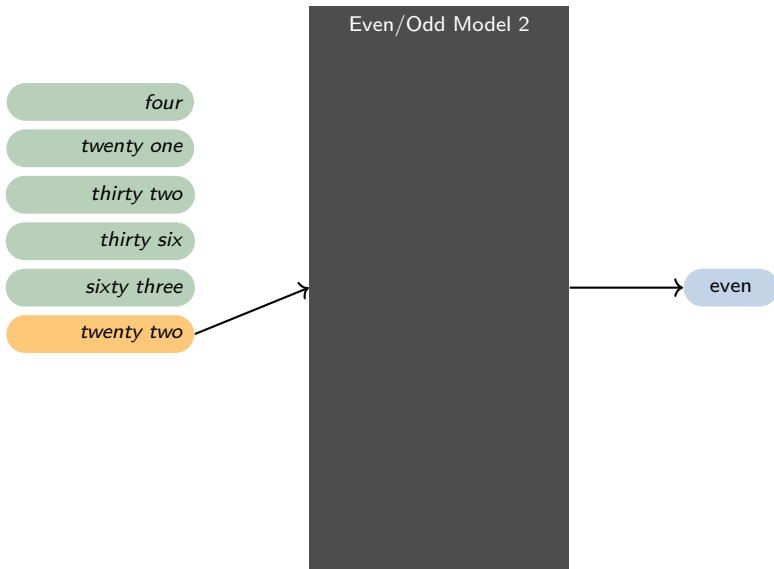 Even/Odd Model 2
four
twenty one
thirty two
thirty six
sixty three
twenty two
even